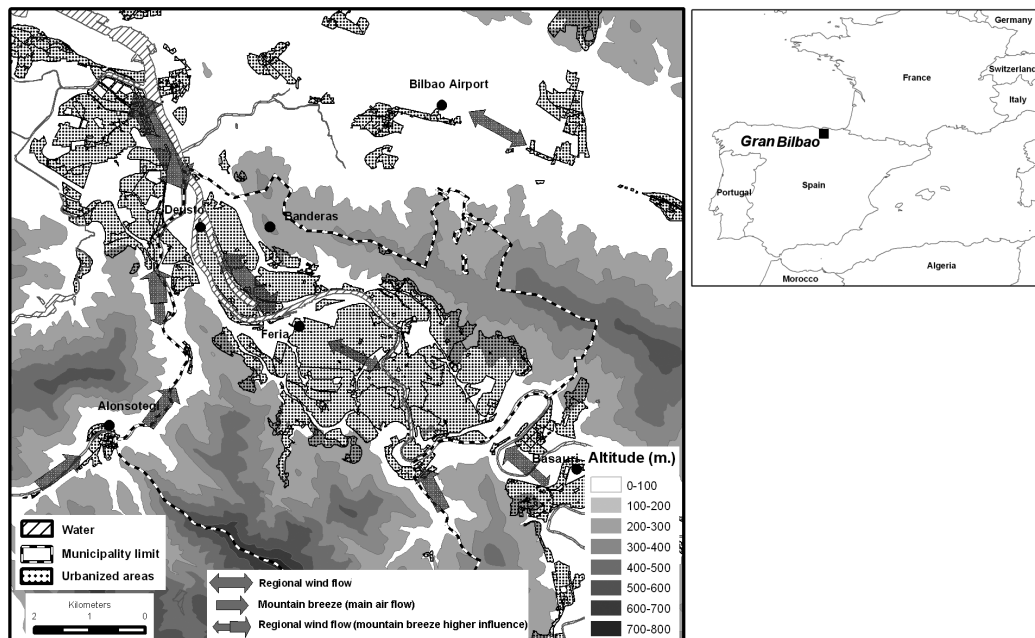 Bilbao Airport
Deusto
Banderas
Feria
Alonsotegi
Basauri
Water
Municipality limit
Urbanized areas
Kilometers
2 1 0
Regional wind flow
Mountain breeze (main air flow)
Regional wind flow (mountain breeze higher influence)
Altitude (m.)
0-100
100-200
200-300
300-400
400-500
500-600
600-700
700-800
Germany
France
Switzerland
Italy
Gran Bilbao
Portugal
Spain
Algeria
Morocco